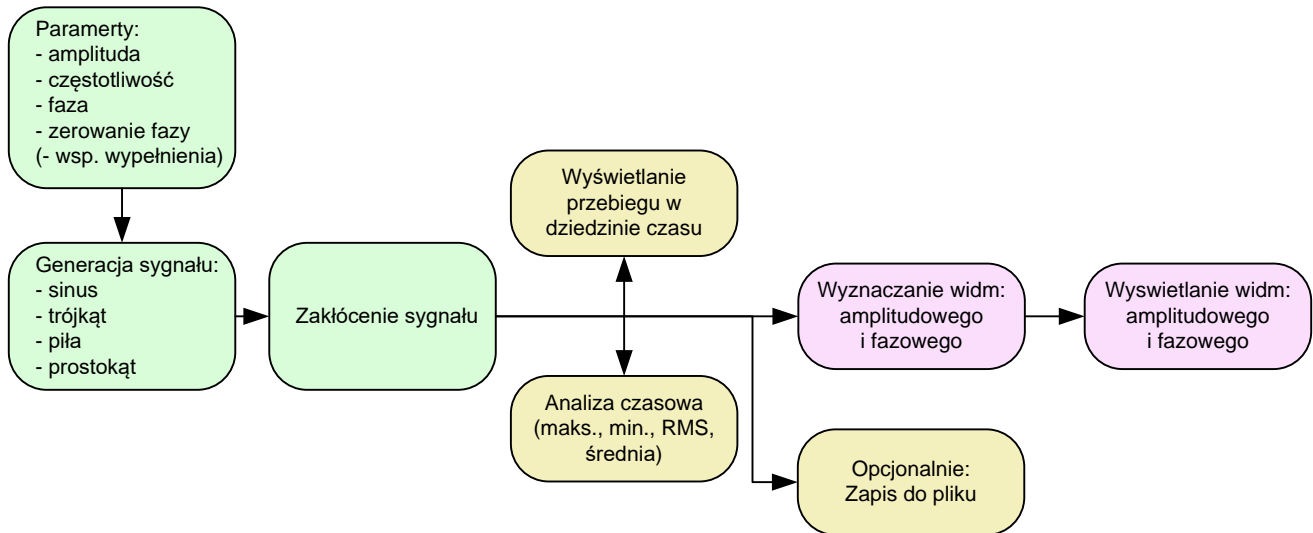 Paramerty:
- amplituda
- częstotliwość
- faza
- zerowanie fazy
(- wsp. wypełnienia)
Generacja sygnału:
- sinus
- trójkąt
- piła
- prostokąt
Zakłócenie sygnału
Wyświetlanie
przebiegu w
dziedzinie czasu
Analiza czasowa
(maks., min., RMS,
średnia)
Wyznaczanie widm:
amplitudowego
i fazowego
Wyswietlanie widm:
amplitudowego
i fazowego
Opcjonalnie:
Zapis do pliku